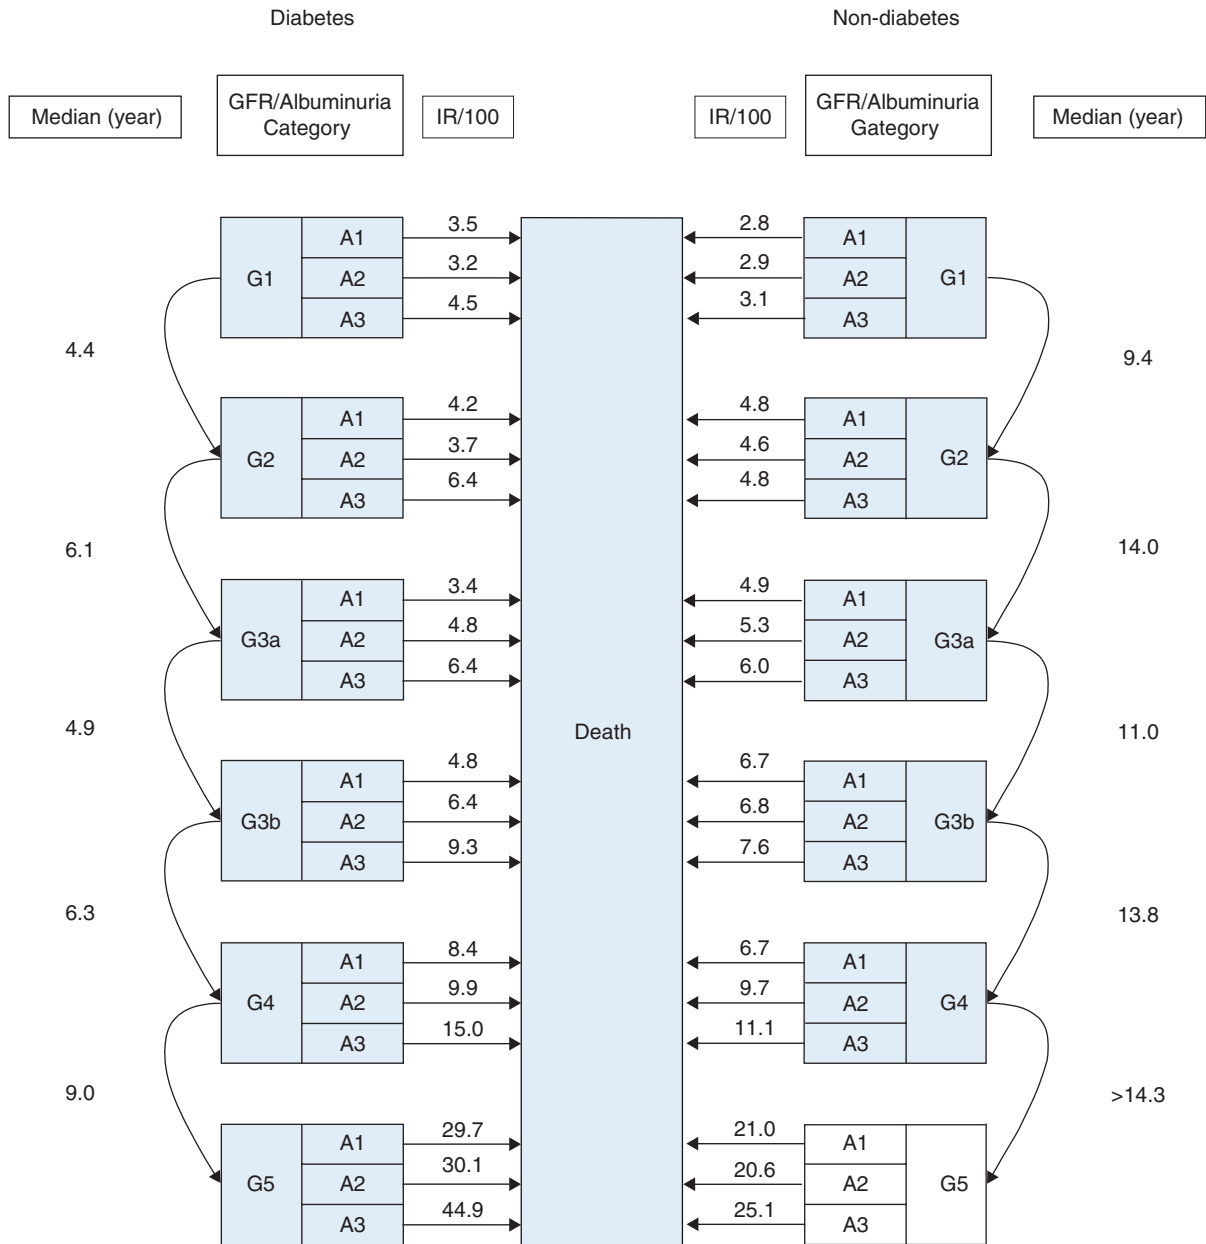 Diabetes
Non-diabetes
Median (year)
GFR/Albuminuria
Category
IR/100
IR/100
GFR/Albuminuria
Gategory
Median (year)
G1
A1
3.5
A2
3.2
A3
4.5
2.8
A1
2.9
A2
3.1
A3
G1
4.4
9.4
G2
A1
4.2
A2
3.7
A3
6.4
4.8
A1
4.6
A2
4.8
A3
G2
6.1
14.0
G3a
A1
3.4
A2
4.8
A3
6.4
4.9
A1
5.3
A2
6.0
A3
G3a
4.9
Death
11.0
G3b
A1
4.8
A2
6.4
A3
9.3
6.7
A1
6.8
A2
7.6
A3
G3b
6.3
13.8
G4
A1
8.4
A2
9.9
A3
15.0
6.7
A1
9.7
A2
11.1
A3
G4
9.0
>14.3
G5
A1
29.7
A2
30.1
A3
44.9
21.0
A1
20.6
A2
25.1
A3
G5